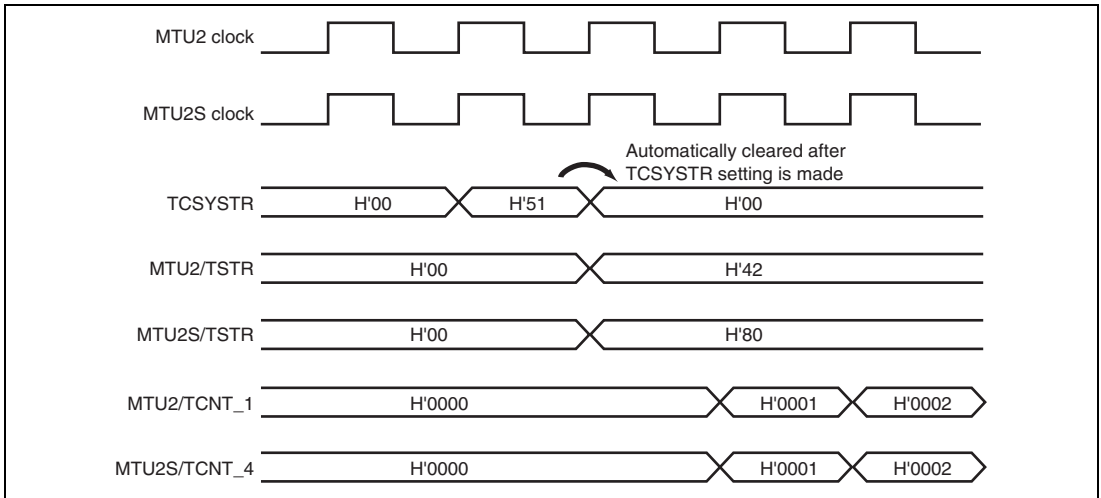 MTU2 clock
MTU2S clock
Automatically cleared after
TCSYSTR setting is made
TCSYSTR H'00 H'51 H'00
MTU2/TSTR H'00 H'42
MTU2S/TSTR H'00 H'80
MTU2/TCNT_1 H'0000 H'0001 H'0002
MTU2S/TCNT_4 H'0000 H'0001 H'0002